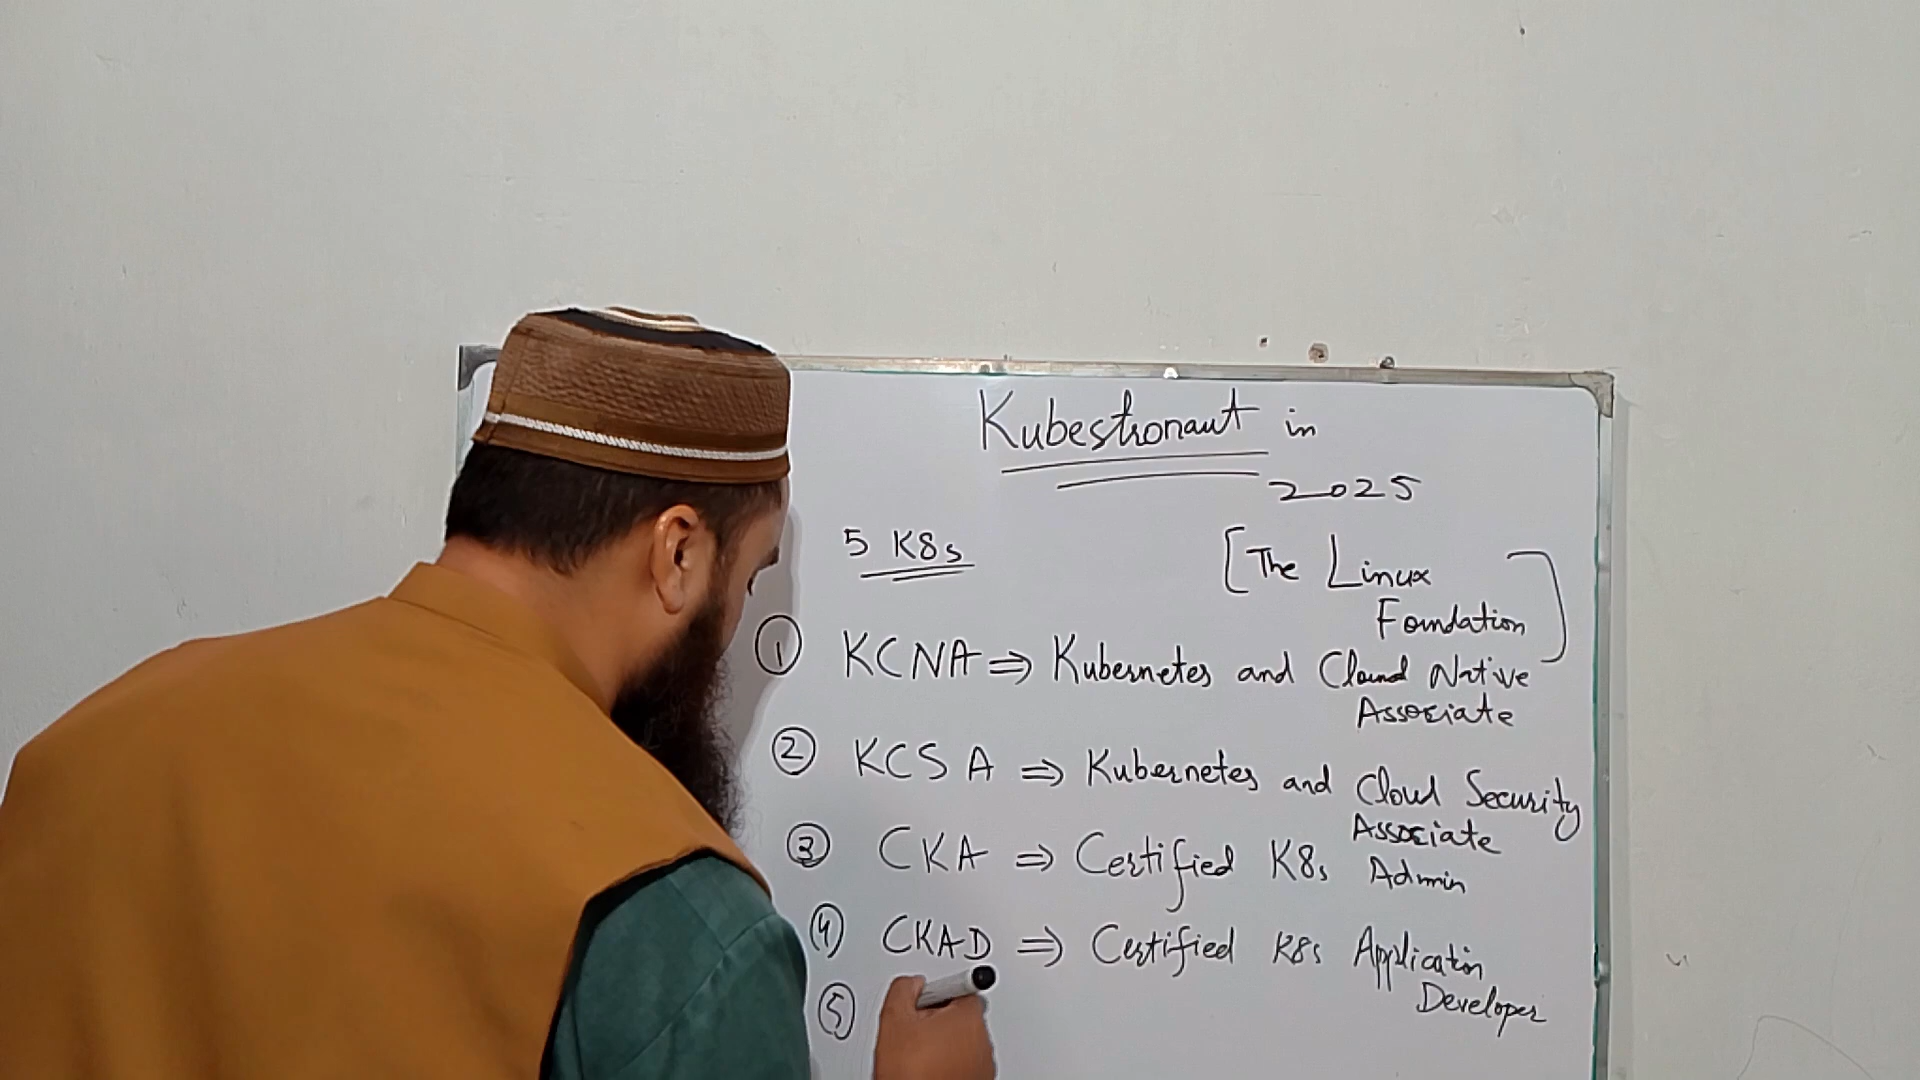 Kubestronaut in
2025
5 K8s
[The Linux
Foundation]
① KCNA ⇒ Kubernetes and Cloud Native
Associate
② KCSA ⇒ Kubernetes and Cloud Security
Associate
③ CKA ⇒ Certified K8s Admin
④ CKAD ⇒ Certified K8s Application
Developer
⑤